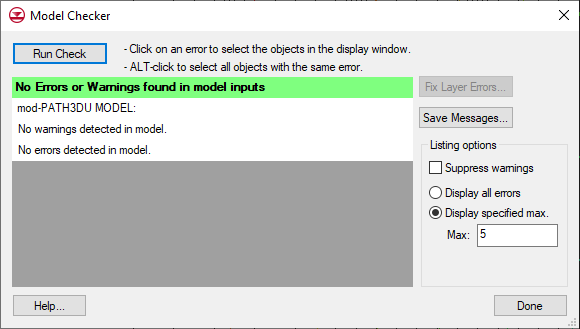 Model Checker
Run Check
- Click on an error to select the objects in the display window.
- ALT-click to select all objects with the same error.
No Errors or Warnings found in model inputs
mod-PATH3DU MODEL:
No warnings detected in model.
No errors detected in model.
Fix Layer Errors...
Save Messages...
Listing options
Suppress warnings
Display all errors
Display specified max.
Max: 5
Help...
Done